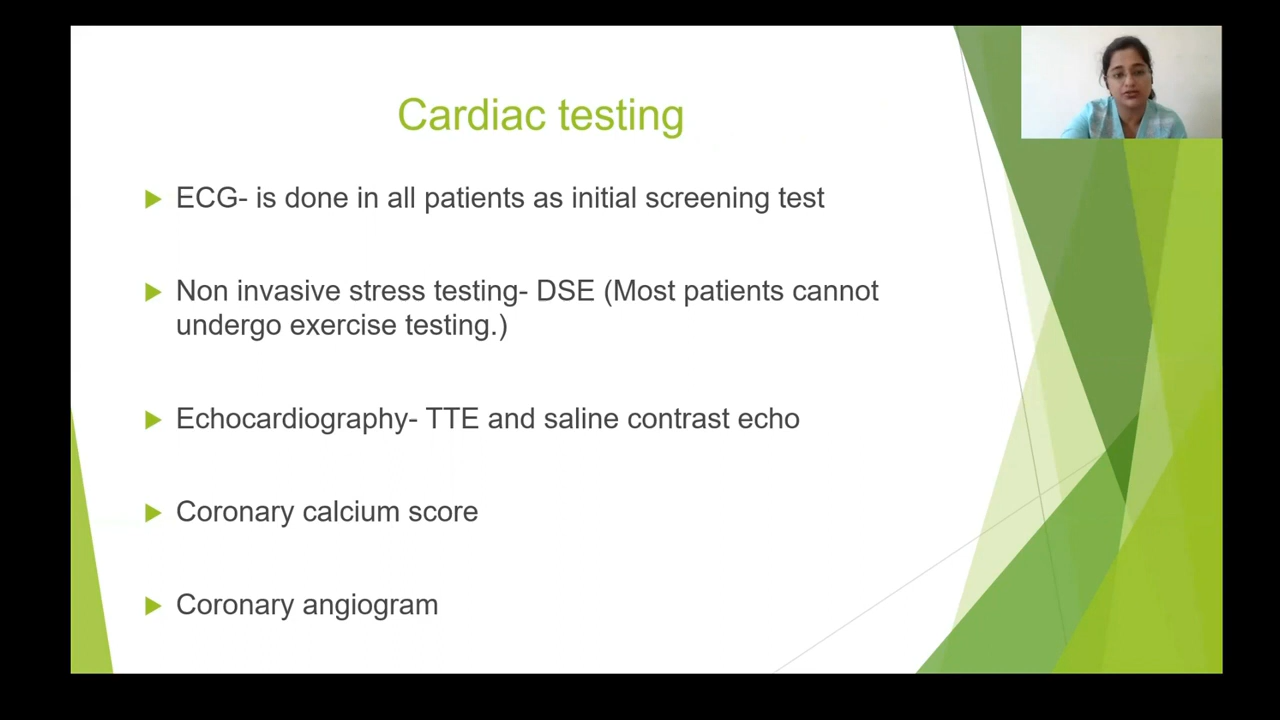 Cardiac testing
ECG- is done in all patients as initial screening test
Non invasive stress testing- DSE (Most patients cannot
undergo exercise testing.)
Echocardiography- TTE and saline contrast echo
Coronary calcium score
Coronary angiogram